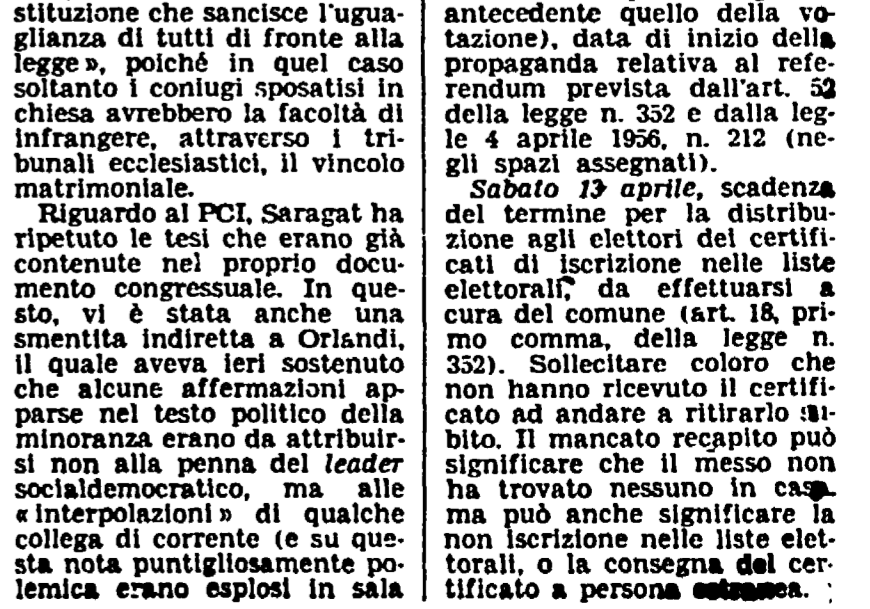 stituzione che sancisce l'ugua-
glianza di tutti di fronte alla
legge», poiché in quel caso
soltanto i coniugi sposatisi in
chiesa avrebbero la facoltà di
infrangere, attraverso i tri-
bunali ecclesiastici, il vincolo
matrimoniale.
Riguardo al PCI, Saragat ha
ripetuto le tesi che erano già
contenute nel proprio docu-
mento congressuale. In que-
sto, vi è stata anche una
smentita indiretta a Orlandi,
il quale aveva ieri sostenuto
che alcune affermazioni ap-
parse nel testo politico della
minoranza erano da attribuir-
si non alla penna del leader
socialdemocratico, ma alle
«interpolazioni» di qualche
collega di corrente (e su que-
sta nota puntigliosamente po-
lemica erano esplosi in sala
antecedente quello della vo-
tazione), data di inizio della
propaganda relativa al refe-
rendum prevista dall'art. 52
della legge n. 352 e dalla leg-
ge 4 aprile 1956, n. 212 (ne-
gli spazi assegnati).
Sabato 13 aprile, scadenza
del termine per la distribu-
zione agli elettori dei certifi-
cati di iscrizione nelle liste
elettorali, da effettuarsi a
cura del comune (art. 18, pri-
mo comma, della legge n.
352). Sollecitare coloro che
non hanno ricevuto il certifi-
cato ad andare a ritirarlo su-
bito. Il mancato recapito può
significare che il messo non
ha trovato nessuno in casa
ma può anche significare la
non iscrizione nelle liste elet-
torali, o la consegna del cer-
tificato a persona estranea.